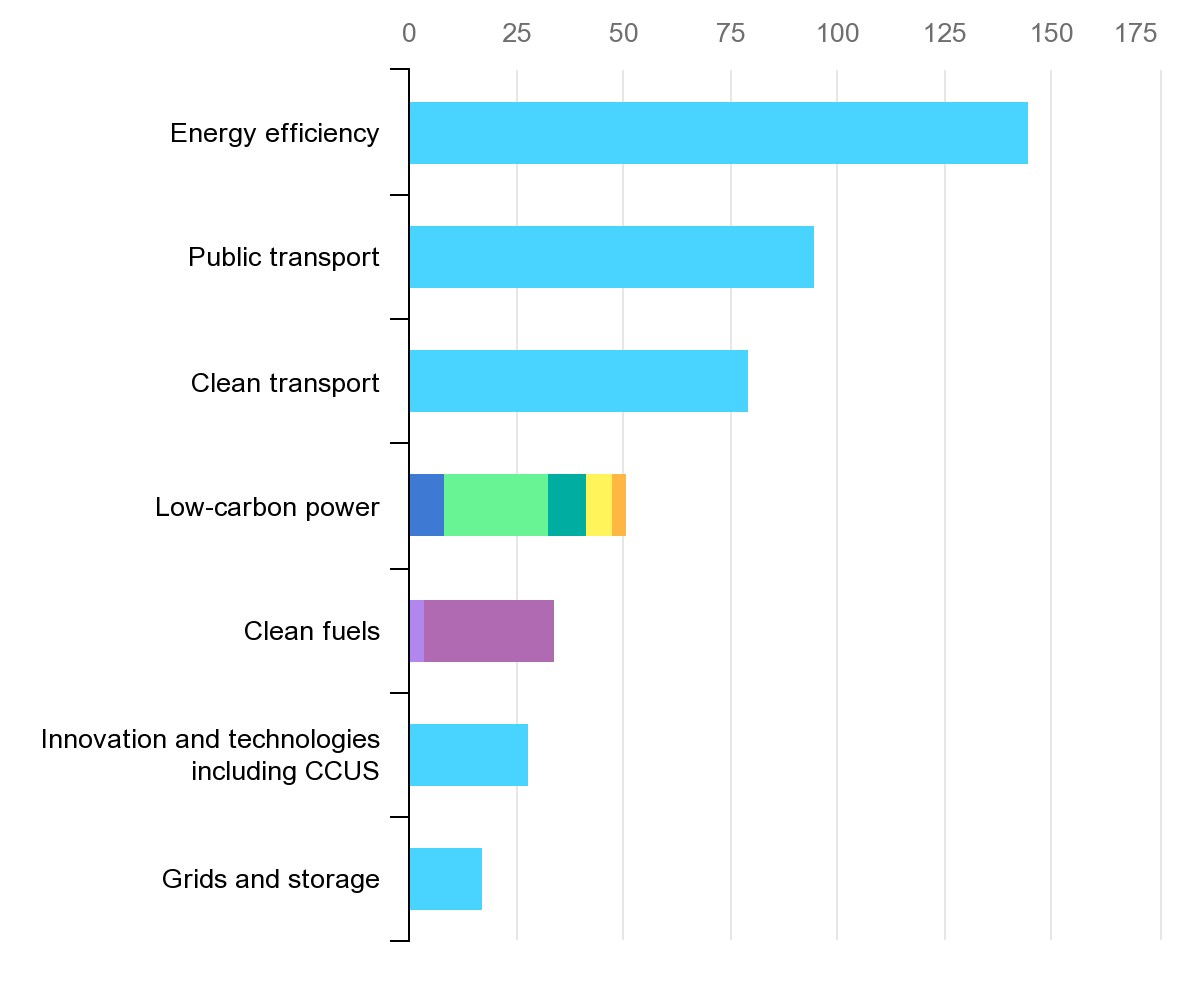 0 25 50 75 100 125 150 175
Energy efficiency
Public transport
Clean transport
Low-carbon power
Clean fuels
Innovation and technologies
including CCUS
Grids and storage